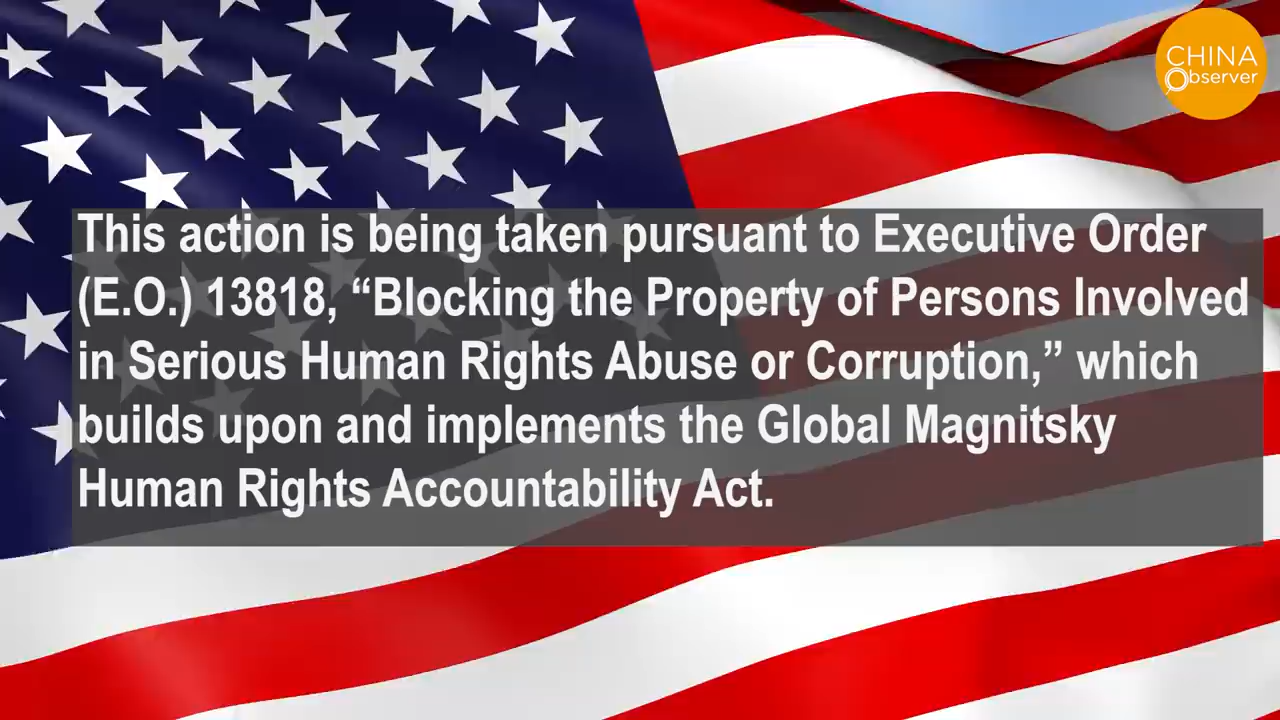 CHINA
Observer
This action is being taken pursuant to Executive Order
(E.O.) 13818, “Blocking the Property of Persons Involved
in Serious Human Rights Abuse or Corruption,” which
builds upon and implements the Global Magnitsky
Human Rights Accountability Act.